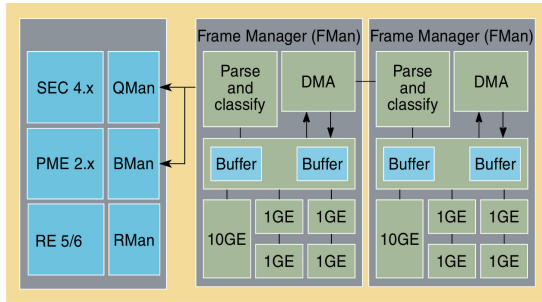 SEC 4.x
QMan
PME 2.x
BMan
RE 5/6
RMan
Frame Manager (FMan)
Parse
and
classify
DMA
Buffer
Buffer
10GE
1GE
1GE
1GE
1GE
Frame Manager (FMan)
Parse
and
classify
DMA
Buffer
Buffer
10GE
1GE
1GE
1GE
1GE